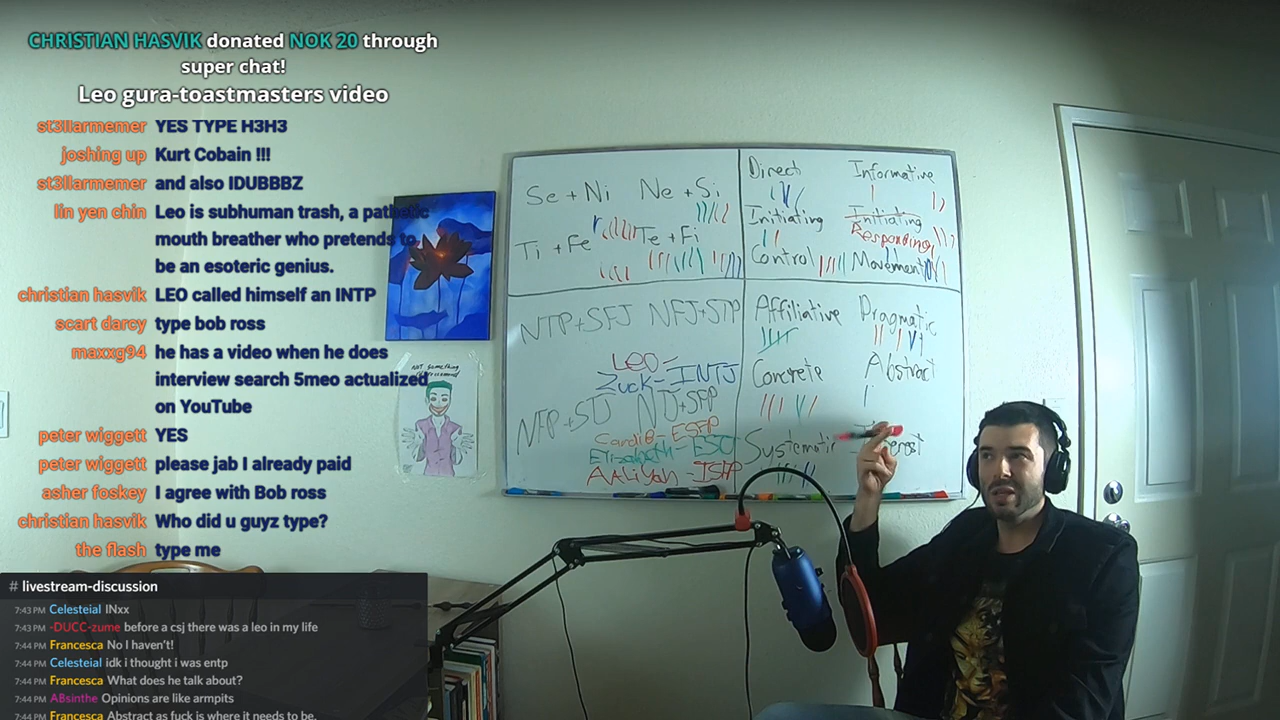 CHRISTIAN HASVIK donated NOK 20 through
super chat!
Leo gura-toastmasters video
st3llarmemer YES TYPE H3H3
joshing up Kurt Cobain !!!
st3llarmemer and also IDUBBBZ
lin yen chin Leo is subhuman trash, a pathetic
mouth breather who pretends to
be an esoteric genius.
christian hasvik LEO called himself an INTP
scart darcy type bob ross
maxxg94 he has a video when he does
interview search 5meo actualized
on YouTube
peter wiggett YES
peter wiggett please jab I already paid
asher foskey I agree with Bob ross
christian hasvik Who did u guyz type?
the flash type me
# livestream-discussion
7:43 PM Celesteial INxx
7:43 PM -DUCC-zume before a csj there was a leo in my life
7:44 PM Francesca No I haven't!
7:44 PM Celesteial idk i thought i was entp
7:44 PM Francesca What does he talk about?
7:44 PM ABsinthe Opinions are like armpits
7:44 PM Francesca Abstract as fuck is where it needs to be.
Se + Ni Ne + Si
Ti + Fe Te + Fi
NTP+SFJ NFJ+STP
Leo -
Zuck - INTJ
NFP+STJ NTJ+SFP
Cardi B - ESFP
Elizabeth - ESTJ
Aaliyah - ISFP
Direct Informative
Initiating Initiating
Responding
Control Movement
Affiliative Pragmatic
Concrete Abstract
Systematic Interest
NOT something